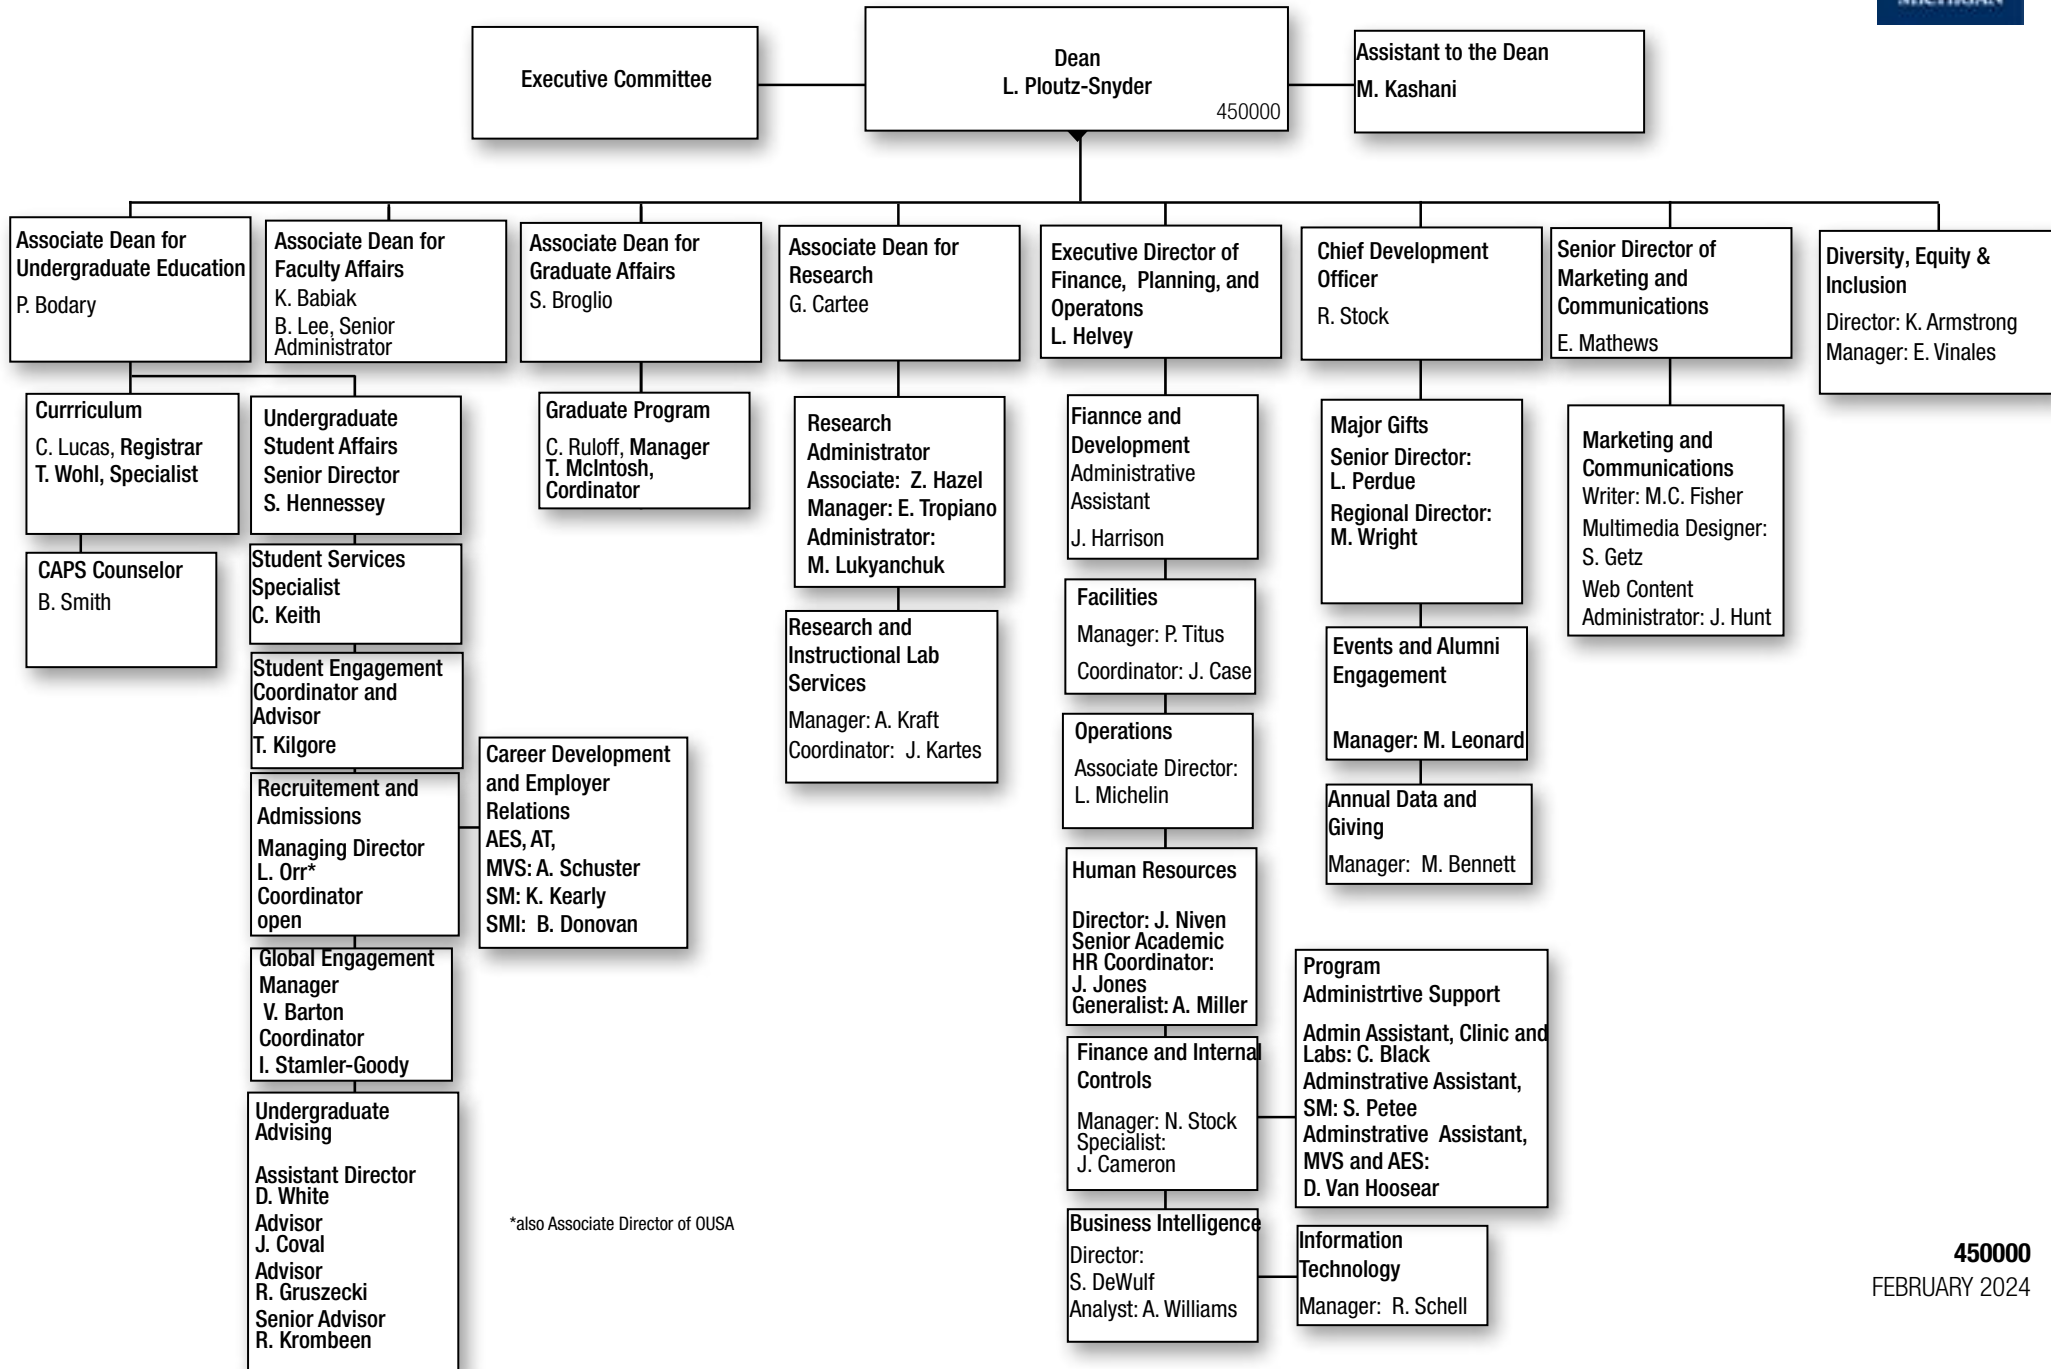 MICHIGAN
Executive Committee
Dean
L. Ploutz-Snyder
450000
Assistant to the Dean
M. Kashani
Associate Dean for
Undergraduate Education
P. Bodary
Associate Dean for
Faculty Affairs
K. Babiak
B. Lee, Senior
Administrator
Associate Dean for
Graduate Affairs
S. Broglio
Associate Dean for
Research
G. Cartee
Executive Director of
Finance, Planning, and
Operatons
L. Helvey
Chief Development
Officer
R. Stock
Senior Director of
Marketing and
Communications
E. Mathews
Diversity, Equity &
Inclusion
Director: K. Armstrong
Manager: E. Vinales
Currriculum
C. Lucas, Registrar
T. Wohl, Specialist
CAPS Counselor
B. Smith
Undergraduate
Student Affairs
Senior Director
S. Hennessey
Student Services
Specialist
C. Keith
Student Engagement
Coordinator and
Advisor
T. Kilgore
Recruitement and
Admissions
Managing Director
L. Orr*
Coordinator
open
Career Development
and Employer
Relations
AES, AT,
MVS: A. Schuster
SM: K. Kearly
SMI: B. Donovan
Global Engagement
Manager
V. Barton
Coordinator
I. Stamler-Goody
Undergraduate
Advising
Assistant Director
D. White
Advisor
J. Coval
Advisor
R. Gruszecki
Senior Advisor
R. Krombeen
Graduate Program
C. Ruloff, Manager
T. McIntosh,
Cordinator
Research
Administrator
Associate: Z. Hazel
Manager: E. Tropiano
Administrator:
M. Lukyanchuk
Research and
Instructional Lab
Services
Manager: A. Kraft
Coordinator: J. Kartes
Fiannce and
Development
Administrative
Assistant
J. Harrison
Facilities
Manager: P. Titus
Coordinator: J. Case
Operations
Associate Director:
L. Michelin
Human Resources
Director: J. Niven
Senior Academic
HR Coordinator:
J. Jones
Generalist: A. Miller
Finance and Internal
Controls
Manager: N. Stock
Specialist:
J. Cameron
Program
Administrtive Support
Admin Assistant, Clinic and
Labs: C. Black
Adminstrative Assistant,
SM: S. Petee
Adminstrative Assistant,
MVS and AES:
D. Van Hoosear
Business Intelligence
Director:
S. DeWulf
Analyst: A. Williams
Information
Technology
Manager: R. Schell
Major Gifts
Senior Director:
L. Perdue
Regional Director:
M. Wright
Events and Alumni
Engagement
Manager: M. Leonard
Annual Data and
Giving
Manager: M. Bennett
Marketing and
Communications
Writer: M.C. Fisher
Multimedia Designer:
S. Getz
Web Content
Administrator: J. Hunt
*also Associate Director of OUSA
450000
FEBRUARY 2024